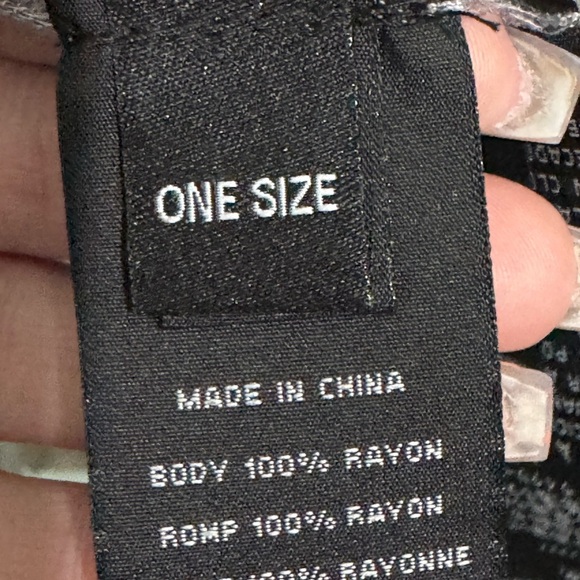 ONE SIZE
MADE IN CHINA
BODY 100% RAYON
ROMP 100% RAYON
100% RAYONNE